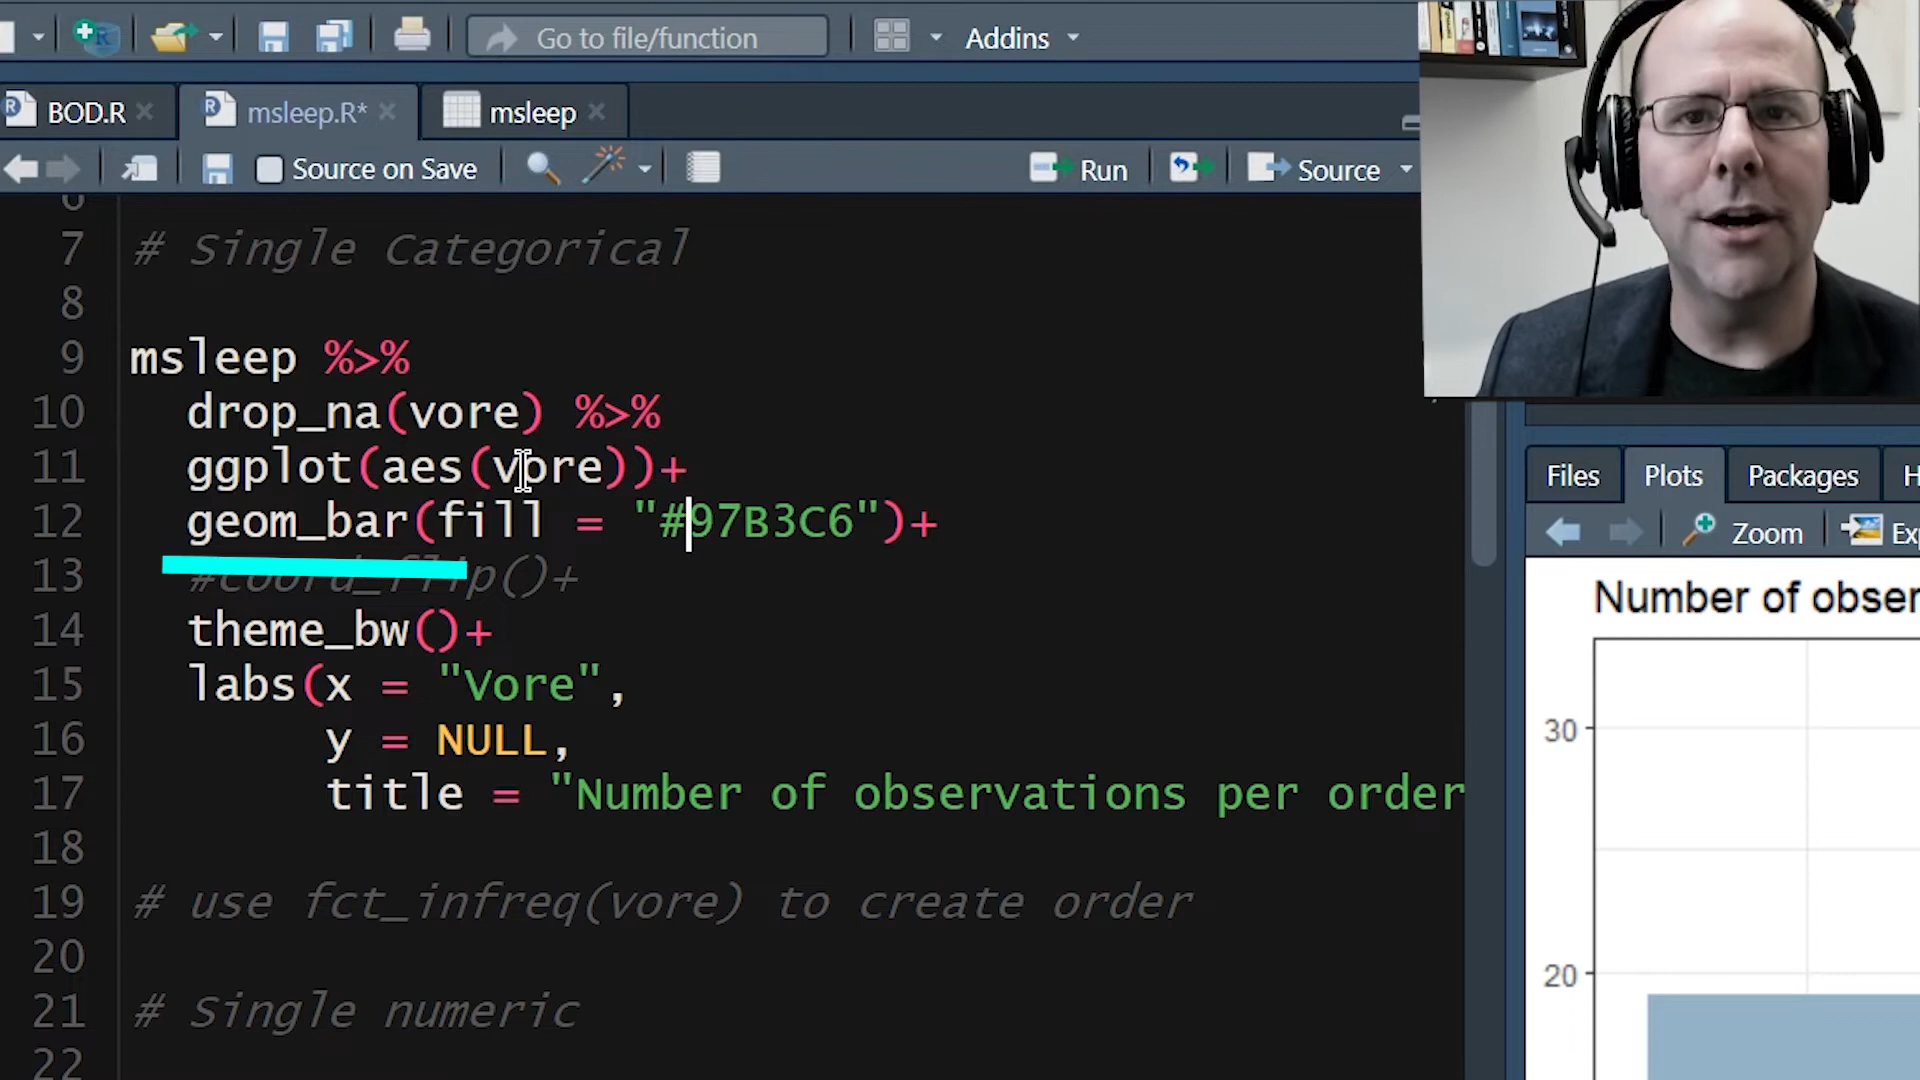 Go to file/function
Addins
BOD.R
msleep.R*
msleep
Source on Save
Run
Source
6
7 # Single Categorical
8
9 msleep %>%
10 drop_na(vore) %>%
11 ggplot(aes(vore))+
12 geom_bar(fill = "#97B3C6")+
13 #coord_flip()+
14 theme_bw()+
15 labs(x = "Vore",
16 y = NULL,
17 title = "Number of observations per order
18
19 # use fct_infreq(vore) to create order
20
21 # Single numeric
22
Files
Plots
Packages
H
Zoom
Exp
Number of obser
30
20